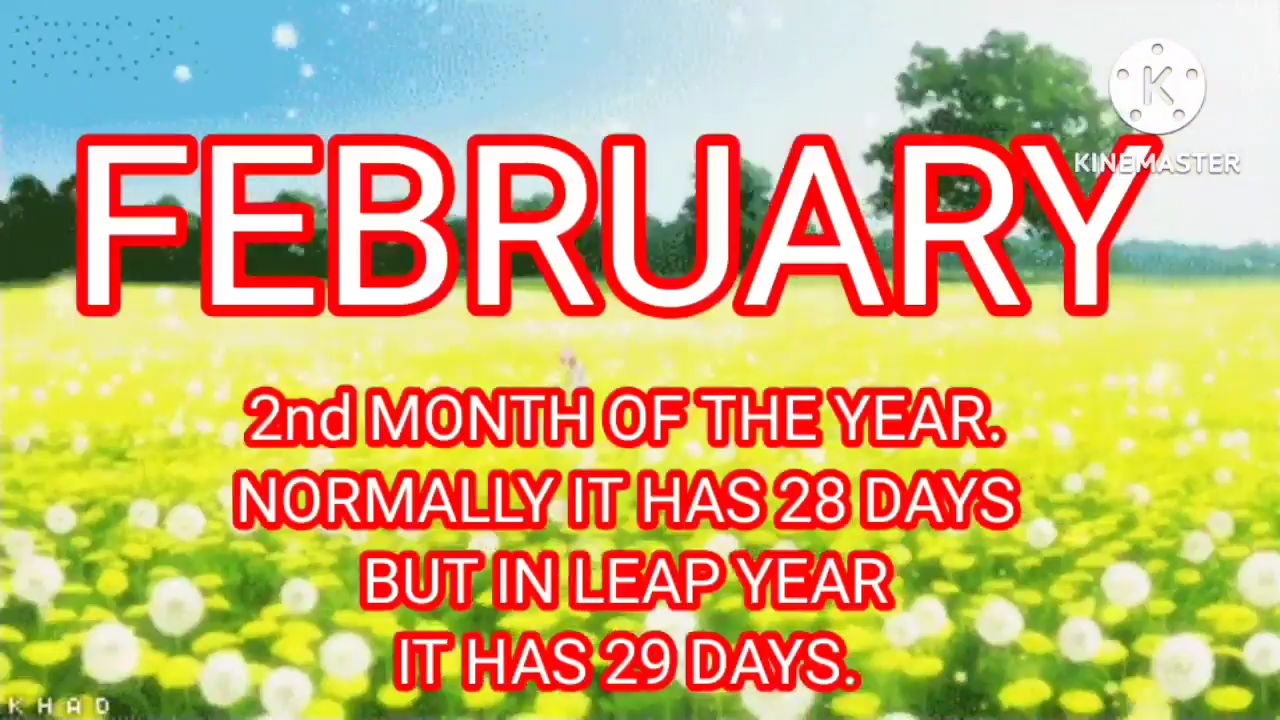 K
KINEMASTER
FEBRUARY
2nd MONTH OF THE YEAR.
NORMALLY IT HAS 28 DAYS
BUT IN LEAP YEAR
IT HAS 29 DAYS.
KHAD